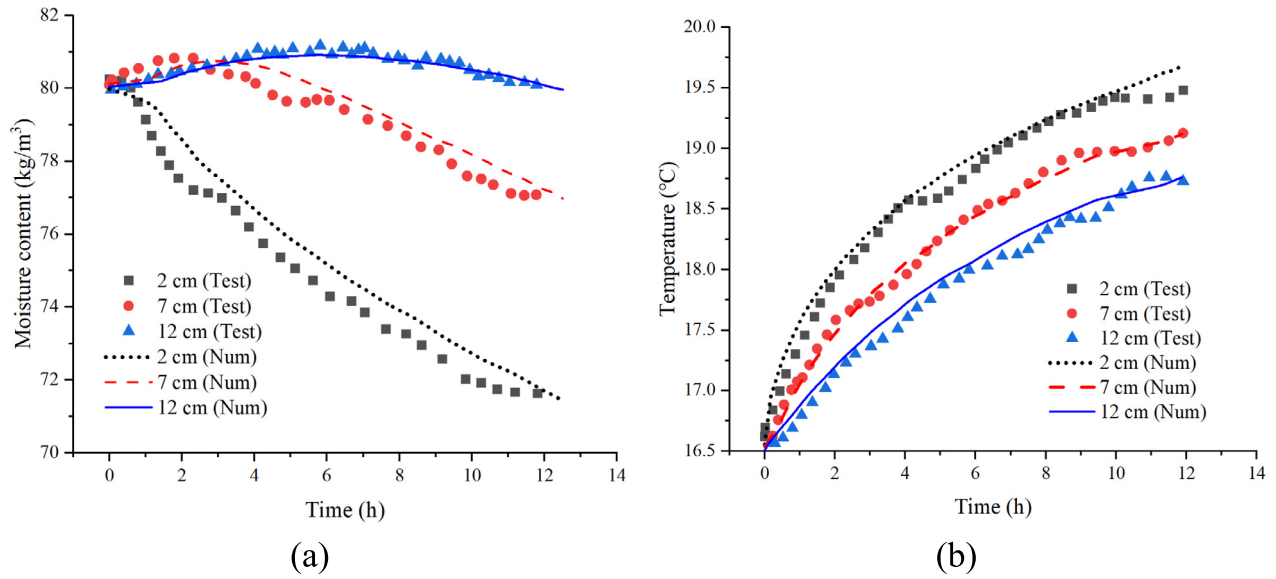 82
80
78
76
74
72
70
Moisture content (kg/m³)
2 cm (Test)
7 cm (Test)
12 cm (Test)
2 cm (Num)
7 cm (Num)
12 cm (Num)
0 2 4 6 8 10 12 14
Time (h)
(a)
20.0
19.5
19.0
18.5
18.0
17.5
17.0
16.5
Temperature (℃)
2 cm (Test)
7 cm (Test)
12 cm (Test)
2 cm (Num)
7 cm (Num)
12 cm (Num)
0 2 4 6 8 10 12 14
Time (h)
(b)